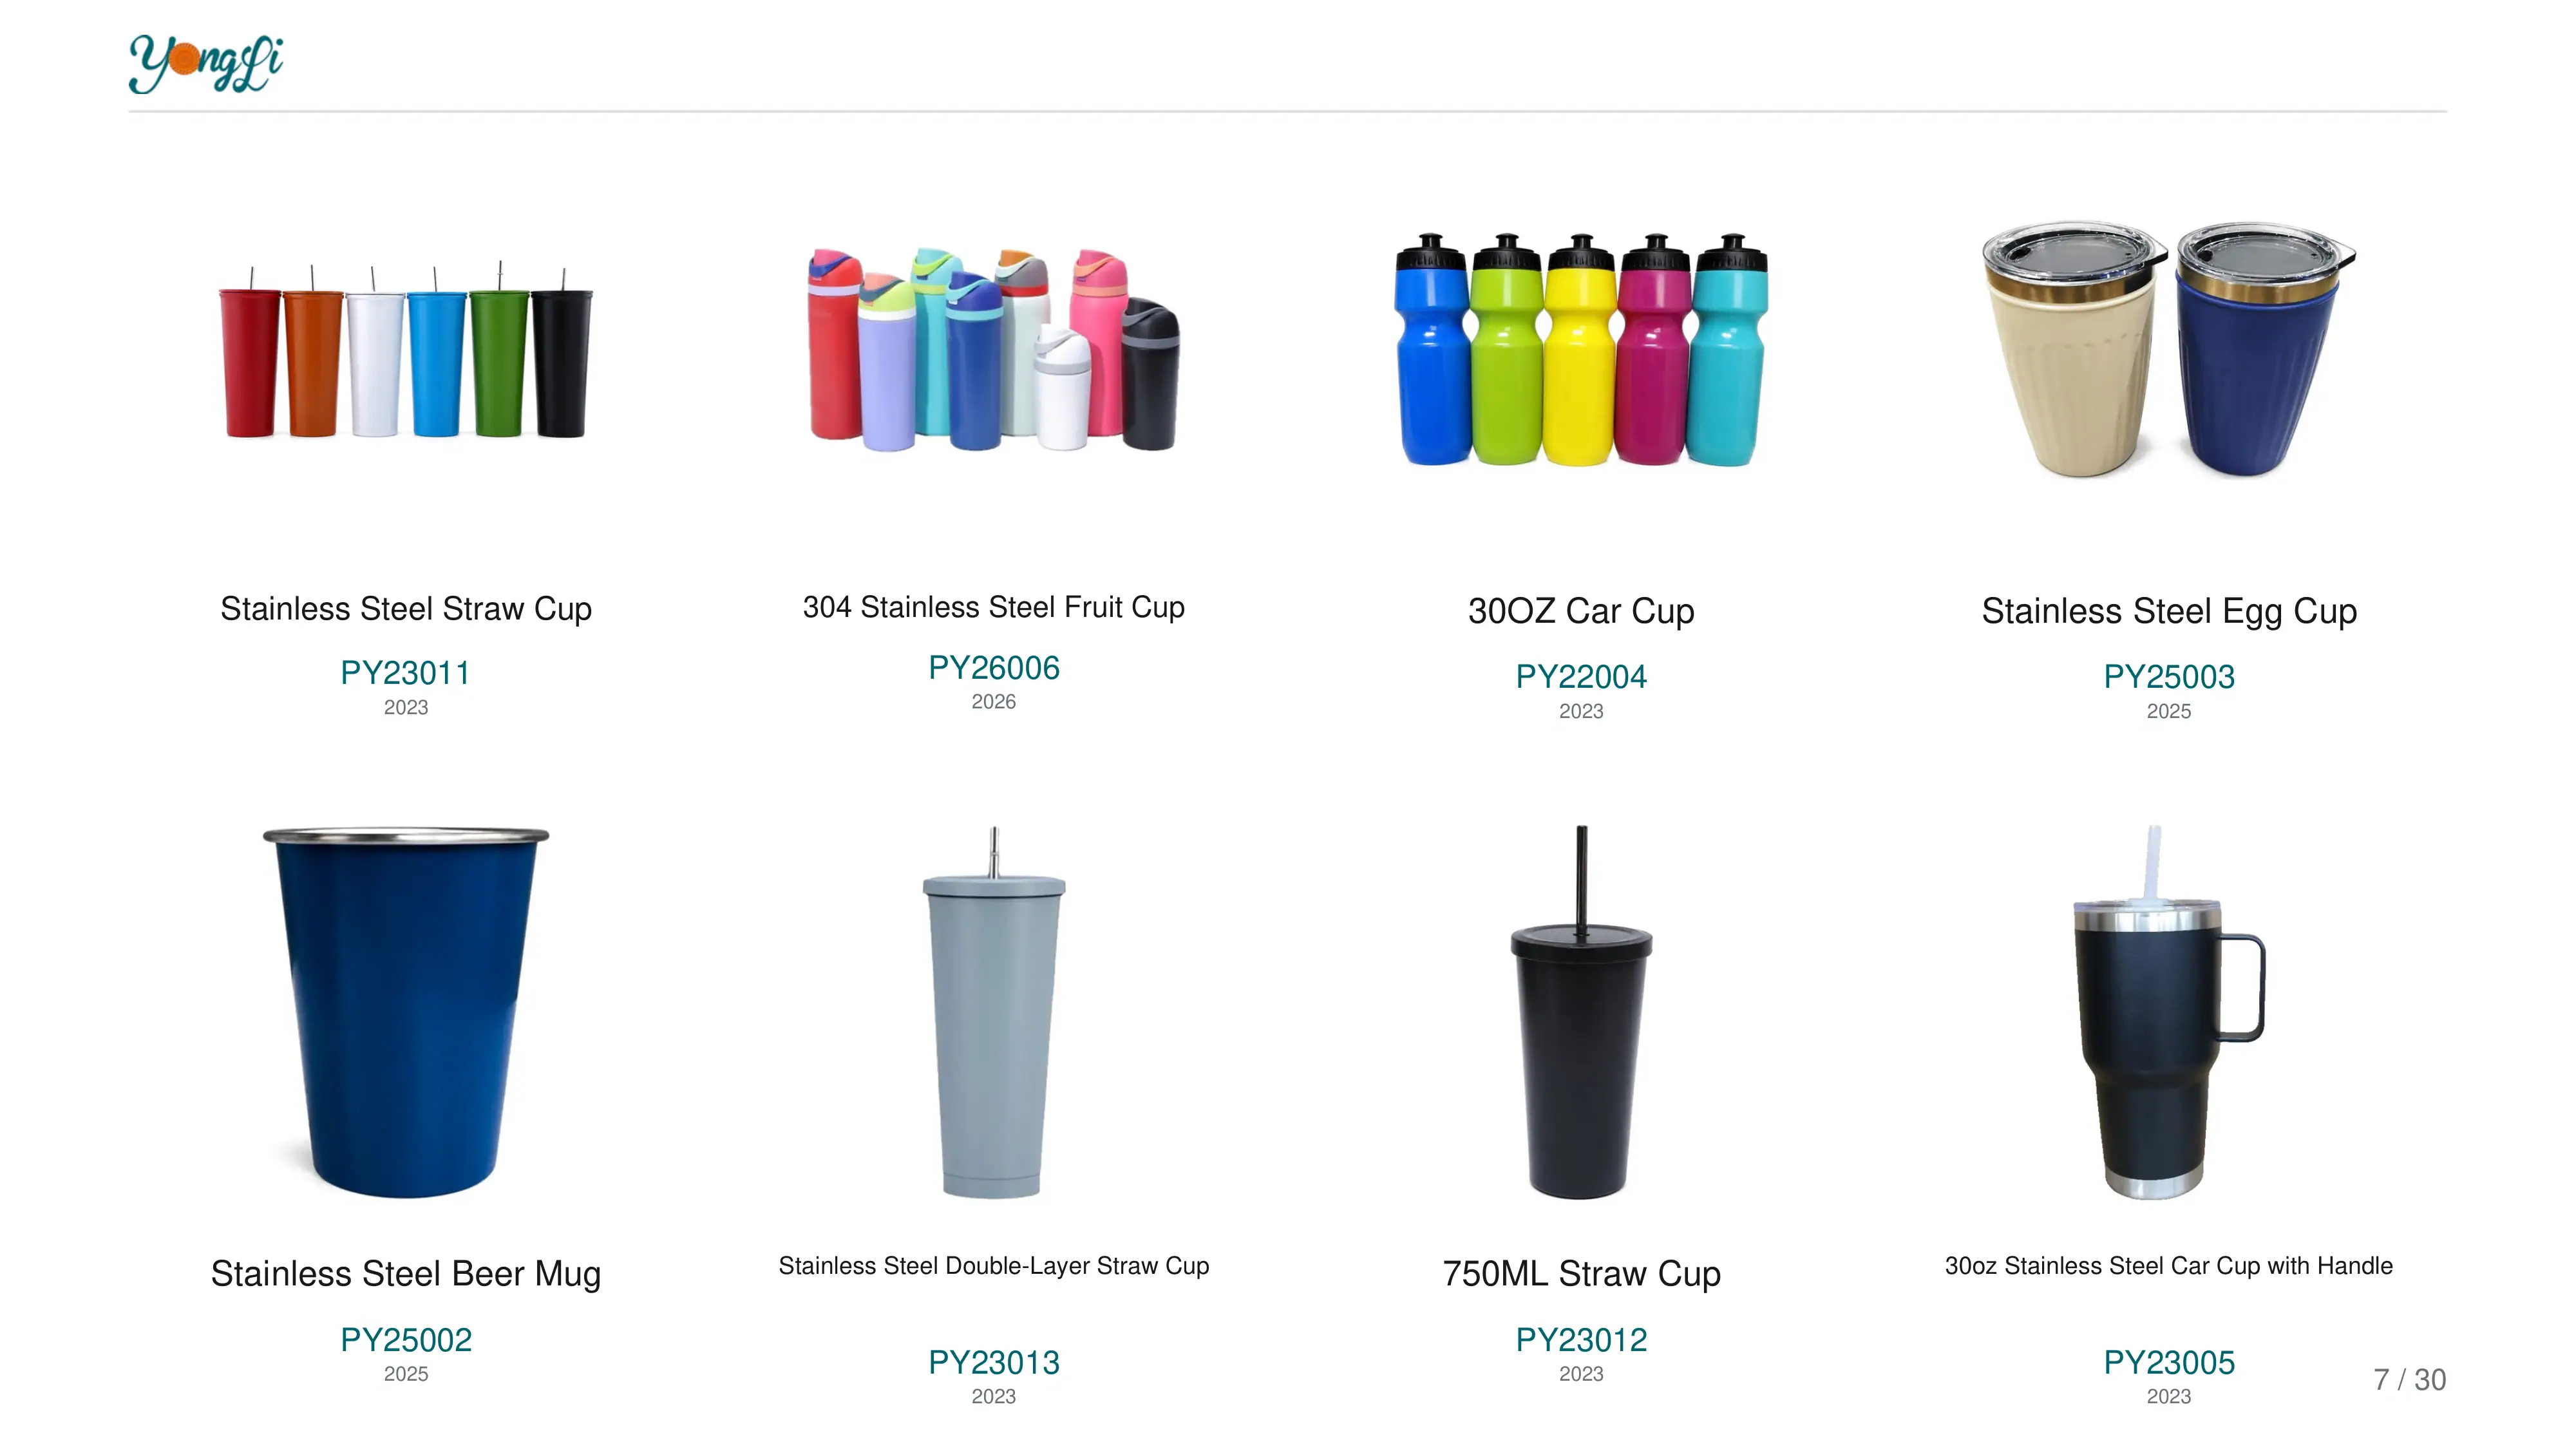 YongLi
Stainless Steel Straw Cup
PY23011
2023
304 Stainless Steel Fruit Cup
PY26006
2026
30OZ Car Cup
PY22004
2023
Stainless Steel Egg Cup
PY25003
2025
Stainless Steel Beer Mug
PY25002
2025
Stainless Steel Double-Layer Straw Cup
PY23013
2023
750ML Straw Cup
PY23012
2023
30oz Stainless Steel Car Cup with Handle
PY23005
2023
7 / 30